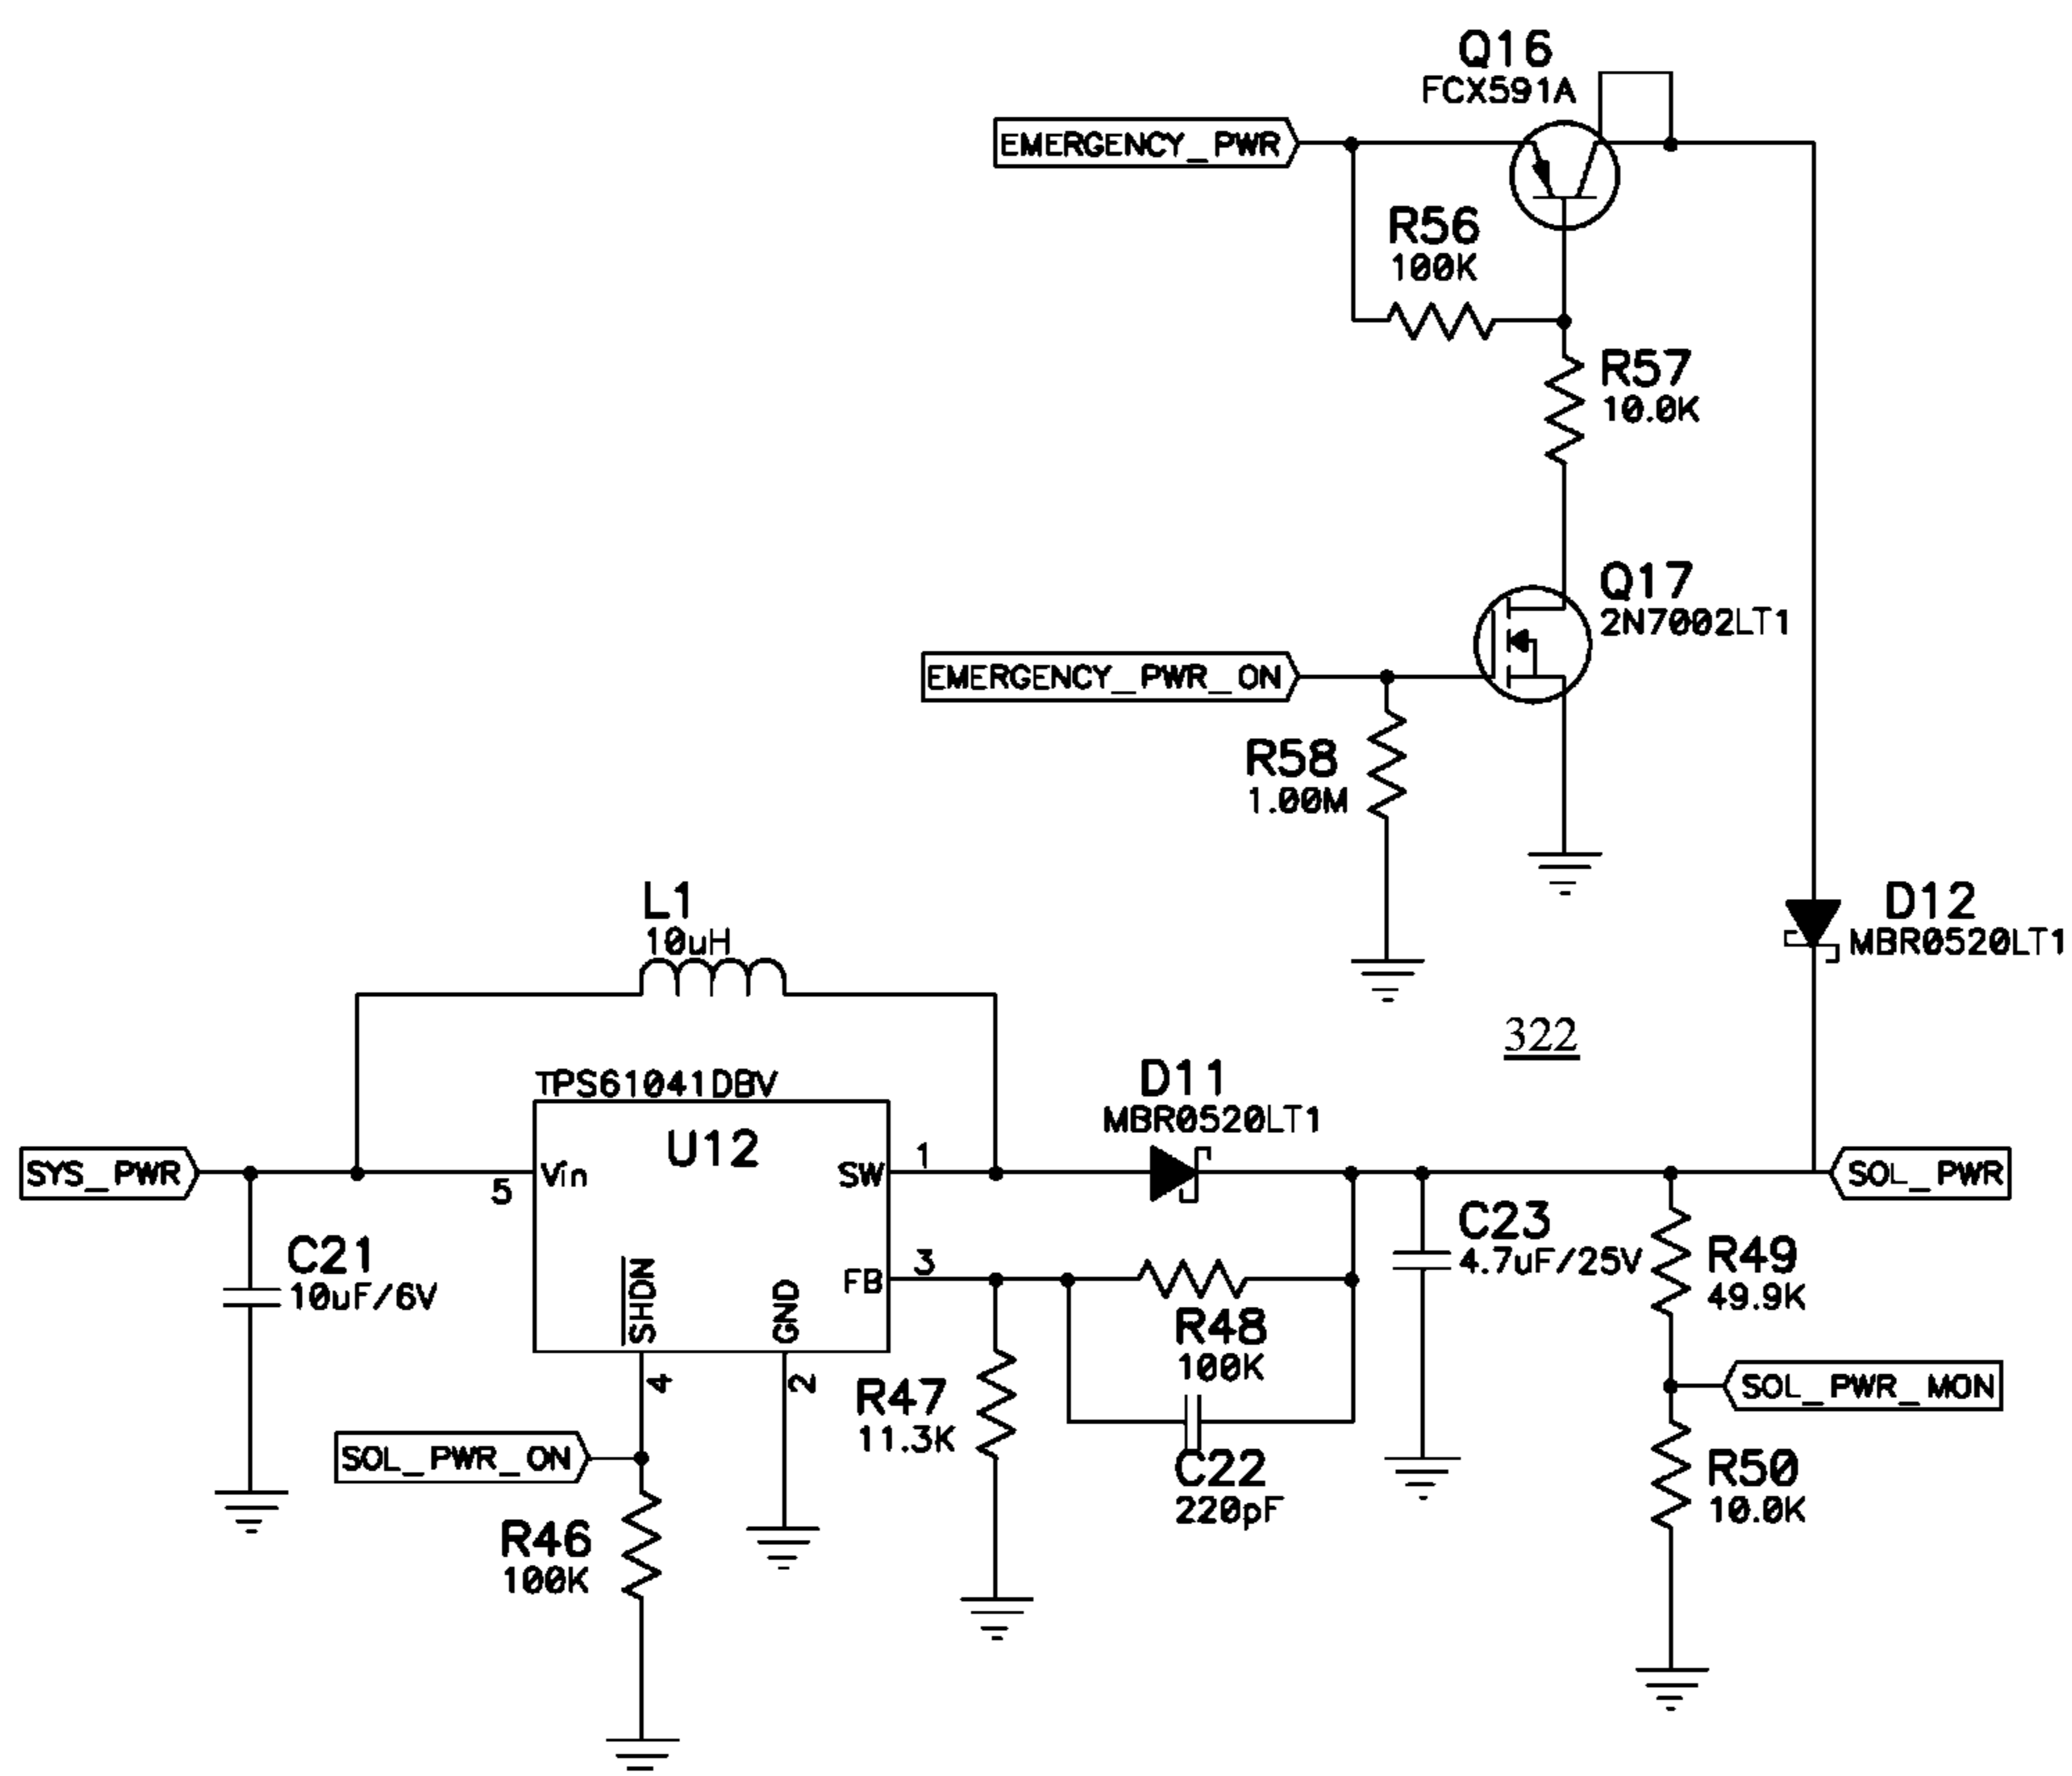 Q16
FCX591A
EMERGENCY_PWR
R56
100K
R57
10.0K
Q17
2N7002LT1
EMERGENCY_PWR_ON
R58
1.00M
L1
10uH
D12
MBR0520LT1
322
TPS61041DBV
U12
D11
MBR0520LT1
SYS_PWR
5
Vin
SW
1
SOL_PWR
C21
10uF/6V
SHDN
GND
FB
3
C23
4.7uF/25V
R49
49.9K
R48
100K
4
2
R47
11.3K
SOL_PWR_MON
SOL_PWR_ON
C22
220pF
R50
10.0K
R46
100K